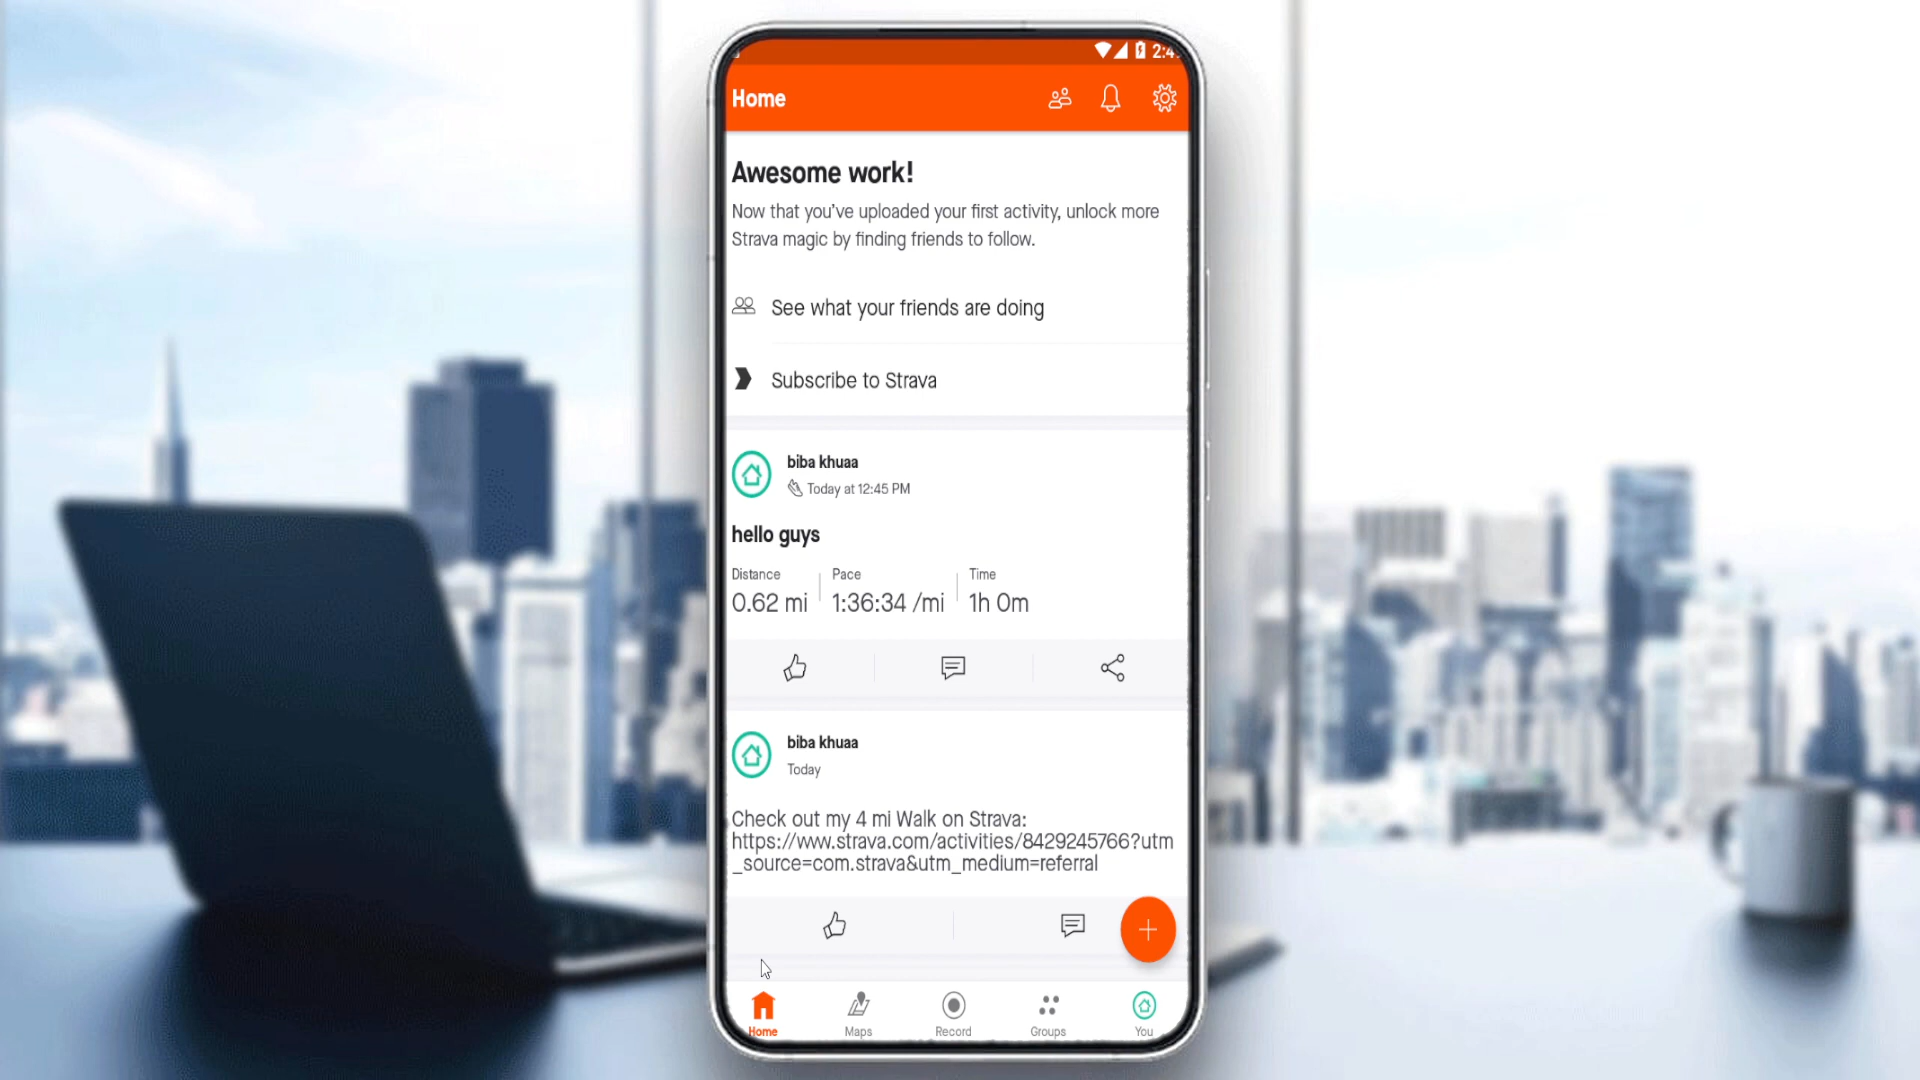 Home
Awesome work!
Now that you've uploaded your first activity, unlock more
Strava magic by finding friends to follow.
See what your friends are doing
Subscribe to Strava
biba khuaa
Today at 12:45 PM
hello guys
Distance Pace Time
0.62 mi 1:36:34 /mi 1h 0m
biba khuaa
Today
Check out my 4 mi Walk on Strava:
https://www.strava.com/activities/8429245766?utm
_source=com.strava&utm_medium=referral
Home Maps Record Groups You